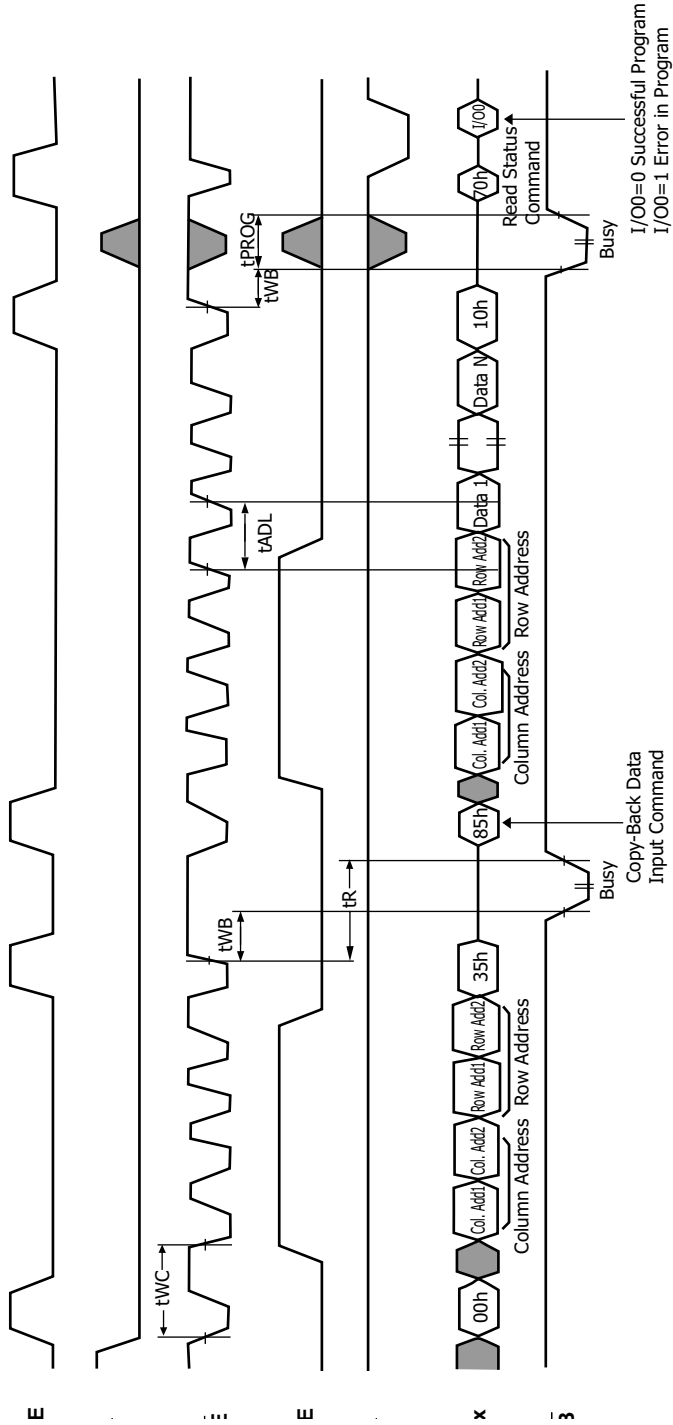 E
E
tWC
tWB
tADL
tWB
tPROG
E
tR
x
00h
Col. Add1
Col. Add2
Row Add1
Row Add2
35h
85h
Col. Add1
Col. Add2
Row Add1
Row Add2
Data 1
Data N
10h
70h
I/O0
Column Address
Row Address
Column Address
Row Address
Read Status
Command
B
Busy
Busy
Copy-Back Data
Input Command
I/O0=0 Successful Program
I/O0=1 Error in Program